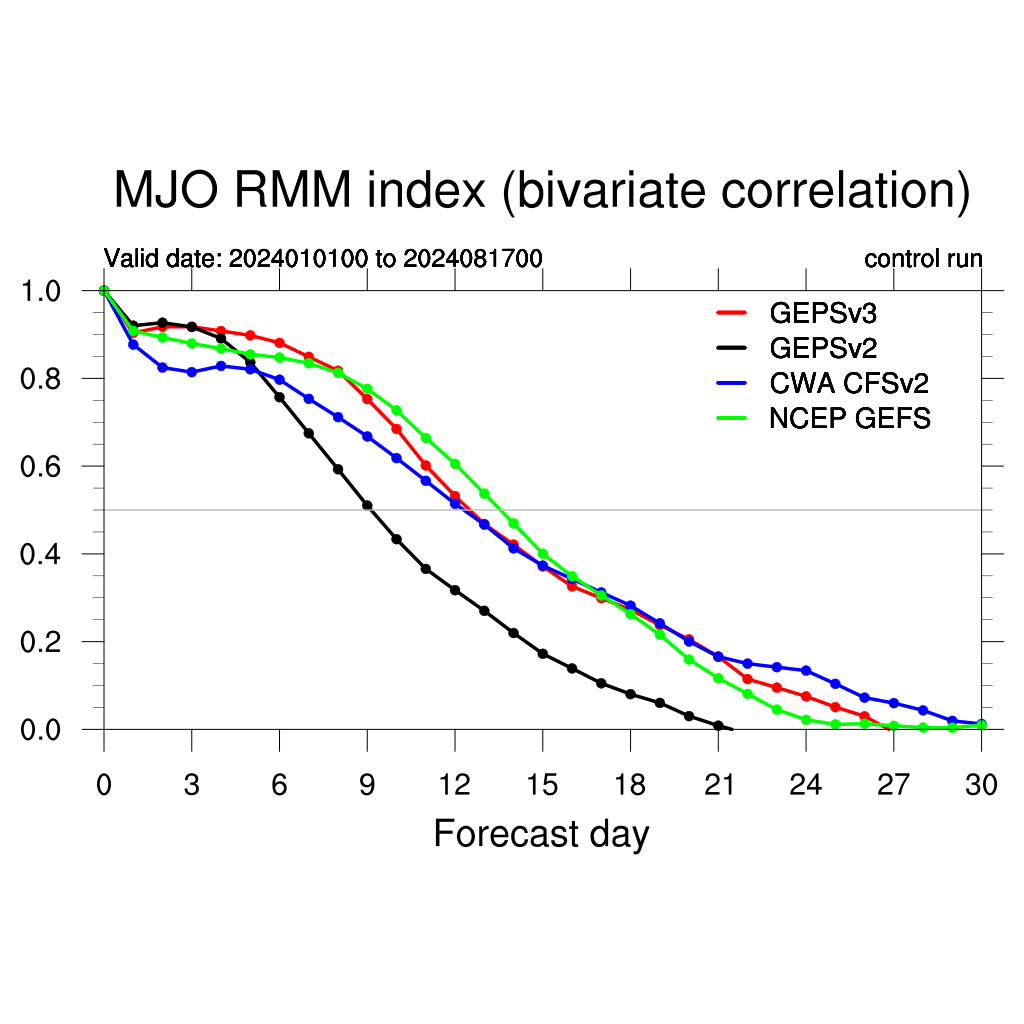 MJO RMM index (bivariate correlation)
Valid date: 2024010100 to 2024081700 control run
1.0
0.8
0.6
0.4
0.2
0.0
GEPSv3
GEPSv2
CWA CFSv2
NCEP GEFS
0 3 6 9 12 15 18 21 24 27 30
Forecast day